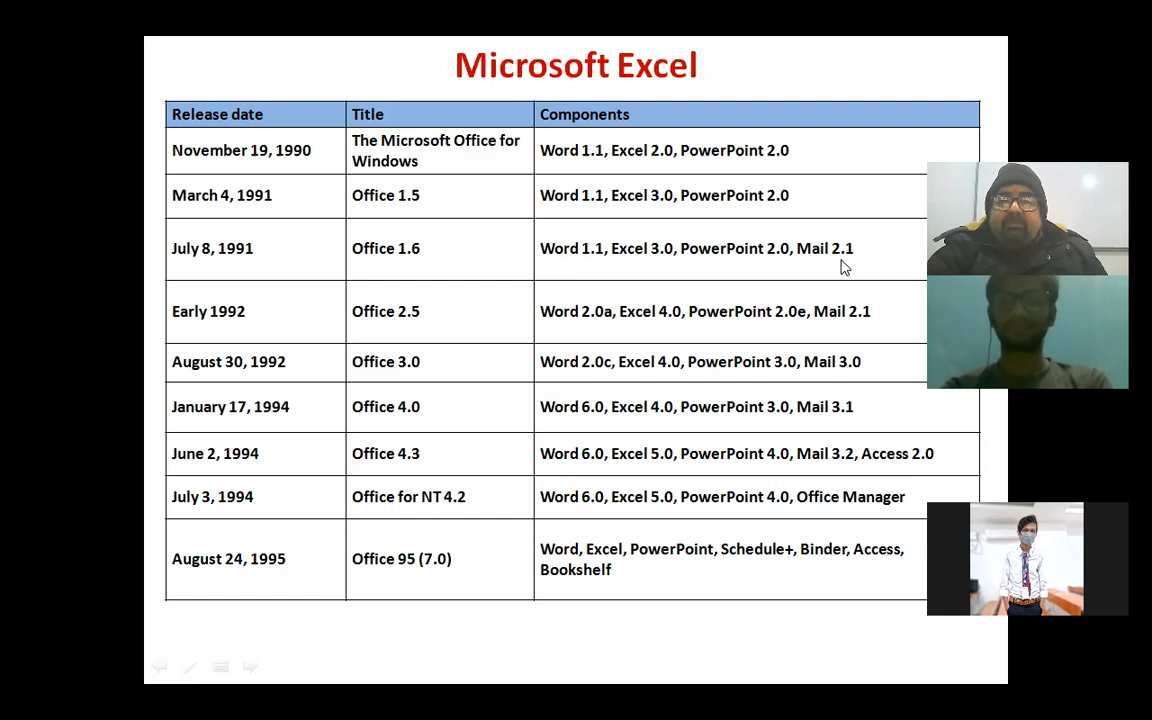 Microsoft Excel
Release date Title Components
November 19, 1990 The Microsoft Office for Windows Word 1.1, Excel 2.0, PowerPoint 2.0
March 4, 1991 Office 1.5 Word 1.1, Excel 3.0, PowerPoint 2.0
July 8, 1991 Office 1.6 Word 1.1, Excel 3.0, PowerPoint 2.0, Mail 2.1
Early 1992 Office 2.5 Word 2.0a, Excel 4.0, PowerPoint 2.0e, Mail 2.1
August 30, 1992 Office 3.0 Word 2.0c, Excel 4.0, PowerPoint 3.0, Mail 3.0
January 17, 1994 Office 4.0 Word 6.0, Excel 4.0, PowerPoint 3.0, Mail 3.1
June 2, 1994 Office 4.3 Word 6.0, Excel 5.0, PowerPoint 4.0, Mail 3.2, Access 2.0
July 3, 1994 Office for NT 4.2 Word 6.0, Excel 5.0, PowerPoint 4.0, Office Manager
August 24, 1995 Office 95 (7.0) Word, Excel, PowerPoint, Schedule+, Binder, Access,
Bookshelf